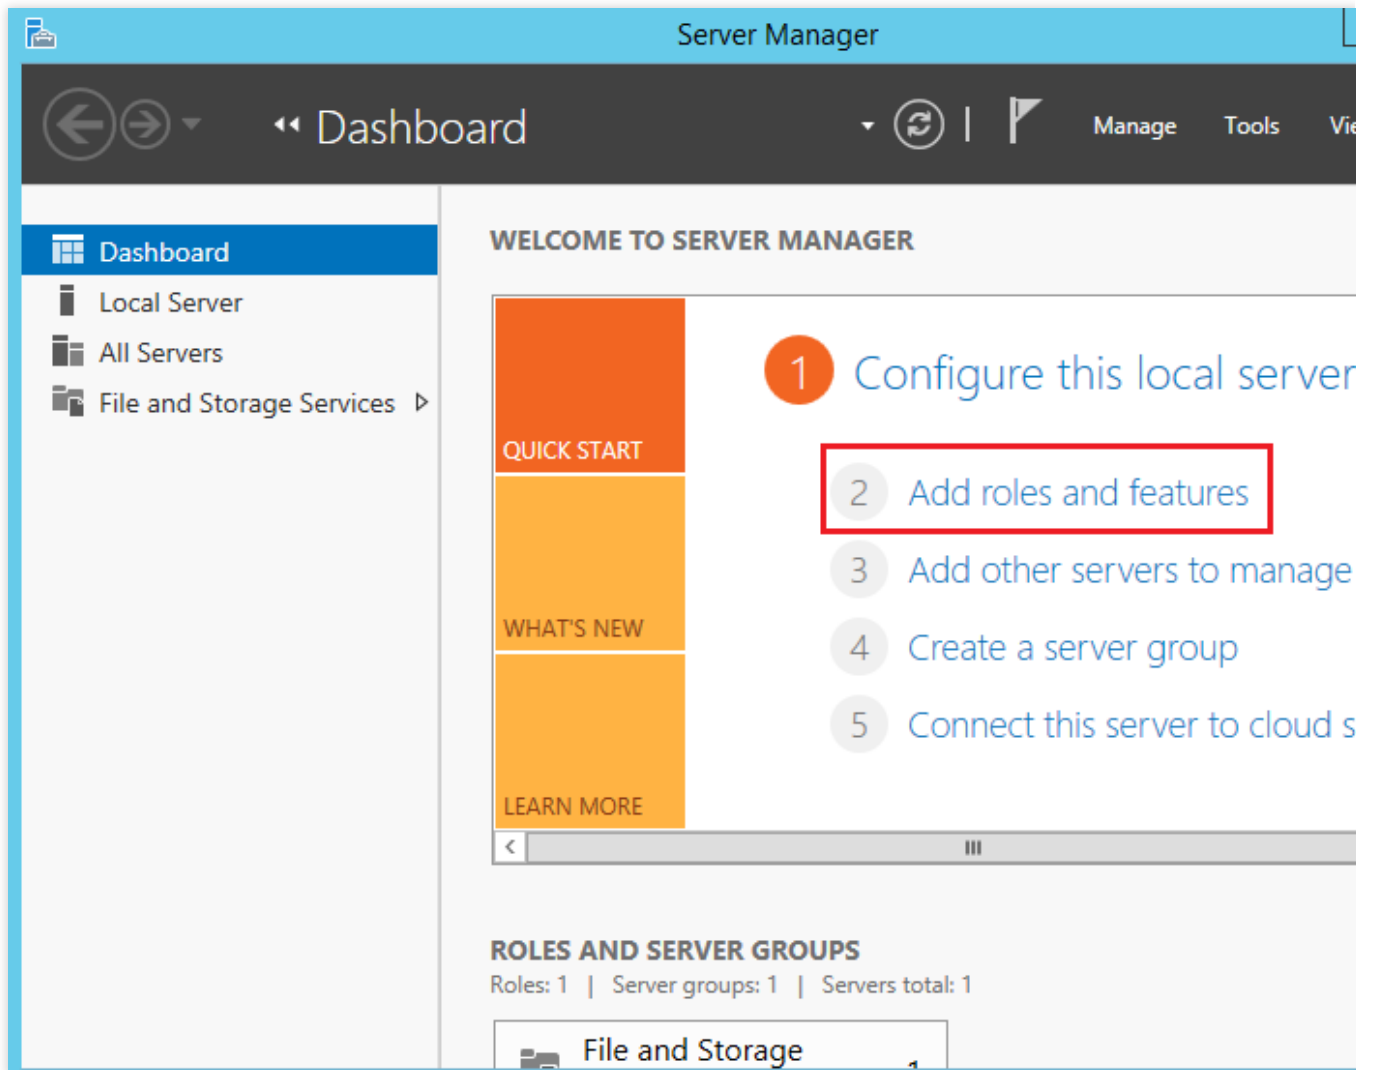 Server Manager
Dashboard
Manage Tools
Dashboard
Local Server
All Servers
File and Storage Services
WELCOME TO SERVER MANAGER
QUICK START
WHAT'S NEW
LEARN MORE
1 Configure this local server
2 Add roles and features
3 Add other servers to manage
4 Create a server group
5 Connect this server to cloud
ROLES AND SERVER GROUPS
Roles: 1 | Server groups: 1 | Servers total: 1
File and Storage